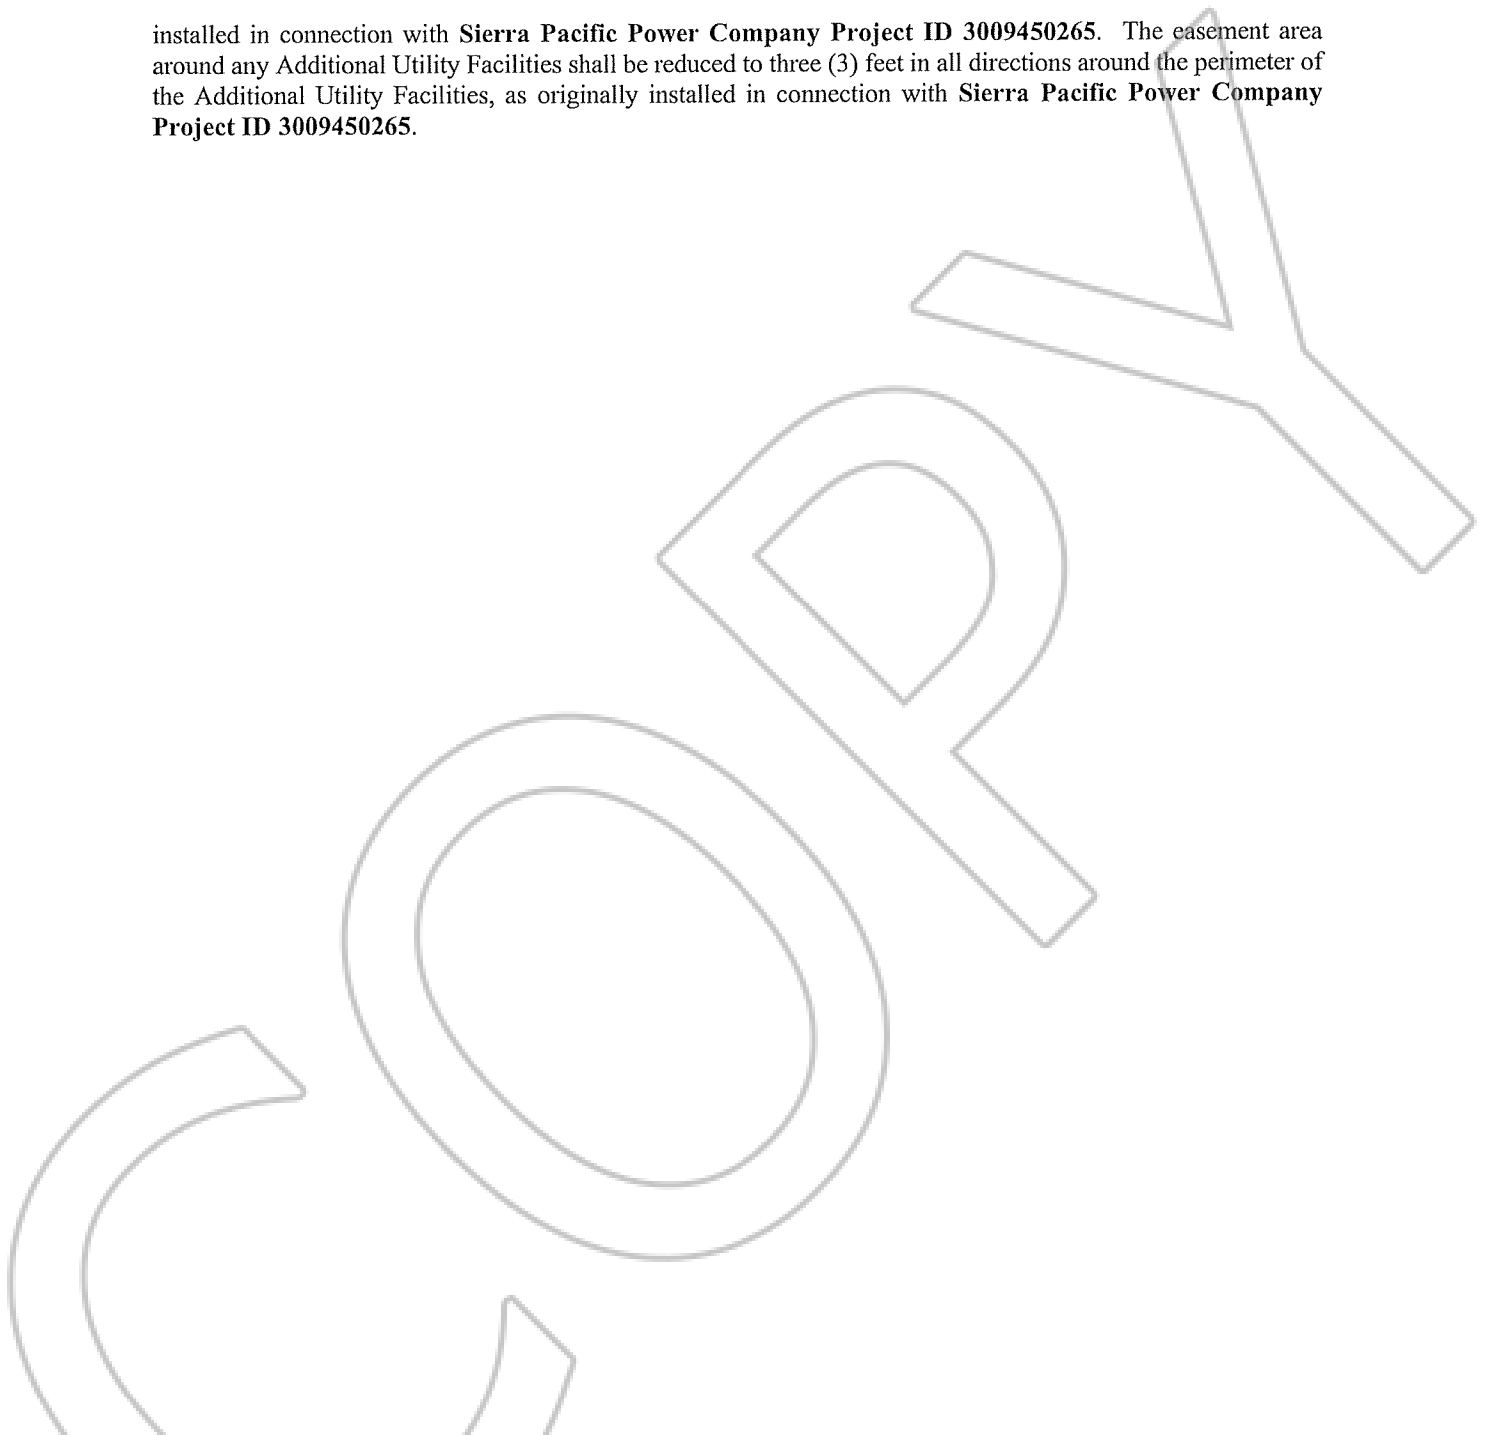 installed in connection with Sierra Pacific Power Company Project ID 3009450265. The easement area
around any Additional Utility Facilities shall be reduced to three (3) feet in all directions around the perimeter of
the Additional Utility Facilities, as originally installed in connection with Sierra Pacific Power Company
Project ID 3009450265.
COPY